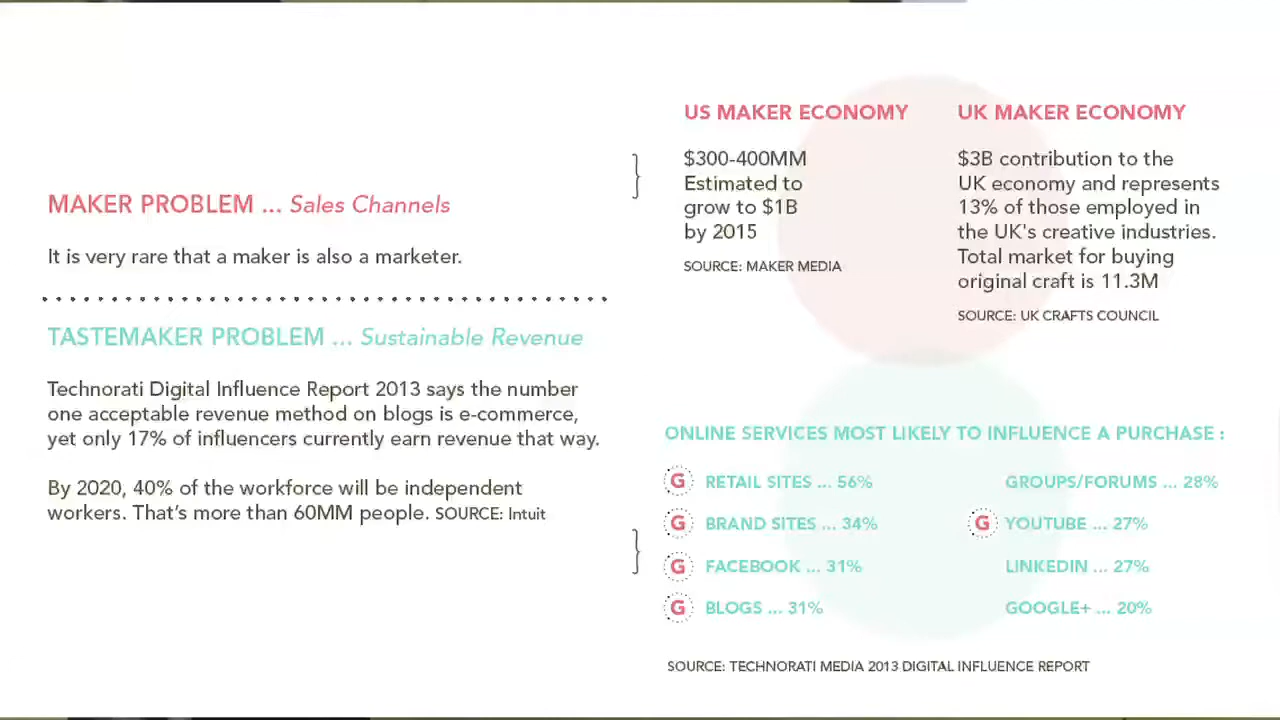 MAKER PROBLEM ... Sales Channels
It is very rare that a maker is also a marketer.
TASTEMAKER PROBLEM ... Sustainable Revenue
Technorati Digital Influence Report 2013 says the number
one acceptable revenue method on blogs is e-commerce,
yet only 17% of influencers currently earn revenue that way.
By 2020, 40% of the workforce will be independent
workers. That's more than 60MM people. SOURCE: Intuit
US MAKER ECONOMY
$300-400MM
Estimated to
grow to $1B
by 2015
SOURCE: MAKER MEDIA
UK MAKER ECONOMY
$3B contribution to the
UK economy and represents
13% of those employed in
the UK's creative industries.
Total market for buying
original craft is 11.3M
SOURCE: UK CRAFTS COUNCIL
ONLINE SERVICES MOST LIKELY TO INFLUENCE A PURCHASE :
G RETAIL SITES ... 56%
G BRAND SITES ... 34%
G FACEBOOK ... 31%
G BLOGS ... 31%
GROUPS/FORUMS ... 28%
G YOUTUBE ... 27%
LINKEDIN ... 27%
GOOGLE+ ... 20%
SOURCE: TECHNORATI MEDIA 2013 DIGITAL INFLUENCE REPORT